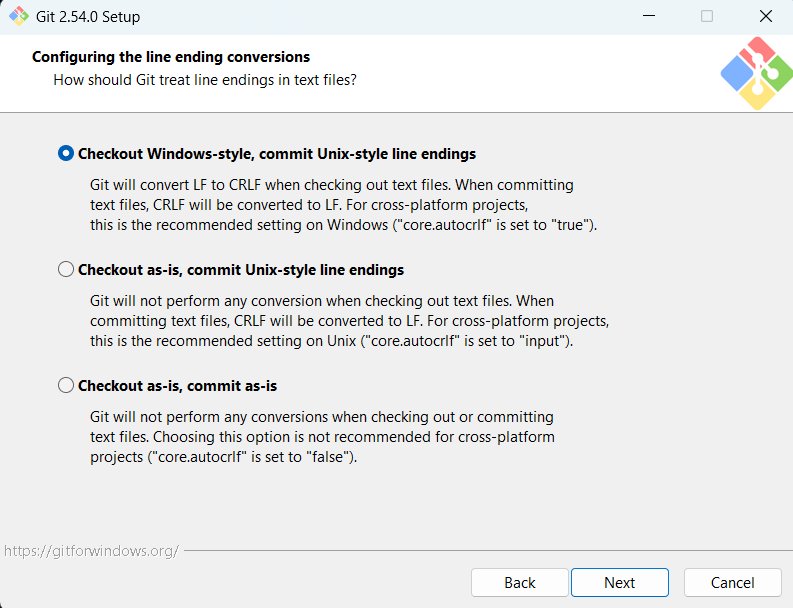 Git 2.54.0 Setup
Configuring the line ending conversions
How should Git treat line endings in text files?
Checkout Windows-style, commit Unix-style line endings
Git will convert LF to CRLF when checking out text files. When committing
text files, CRLF will be converted to LF. For cross-platform projects,
this is the recommended setting on Windows ("core.autocrlf" is set to "true").
Checkout as-is, commit Unix-style line endings
Git will not perform any conversion when checking out text files. When
committing text files, CRLF will be converted to LF. For cross-platform projects,
this is the recommended setting on Unix ("core.autocrlf" is set to "input").
Checkout as-is, commit as-is
Git will not perform any conversions when checking out or committing
text files. Choosing this option is not recommended for cross-platform
projects ("core.autocrlf" is set to "false").
https://gitforwindows.org/
Back
Next
Cancel